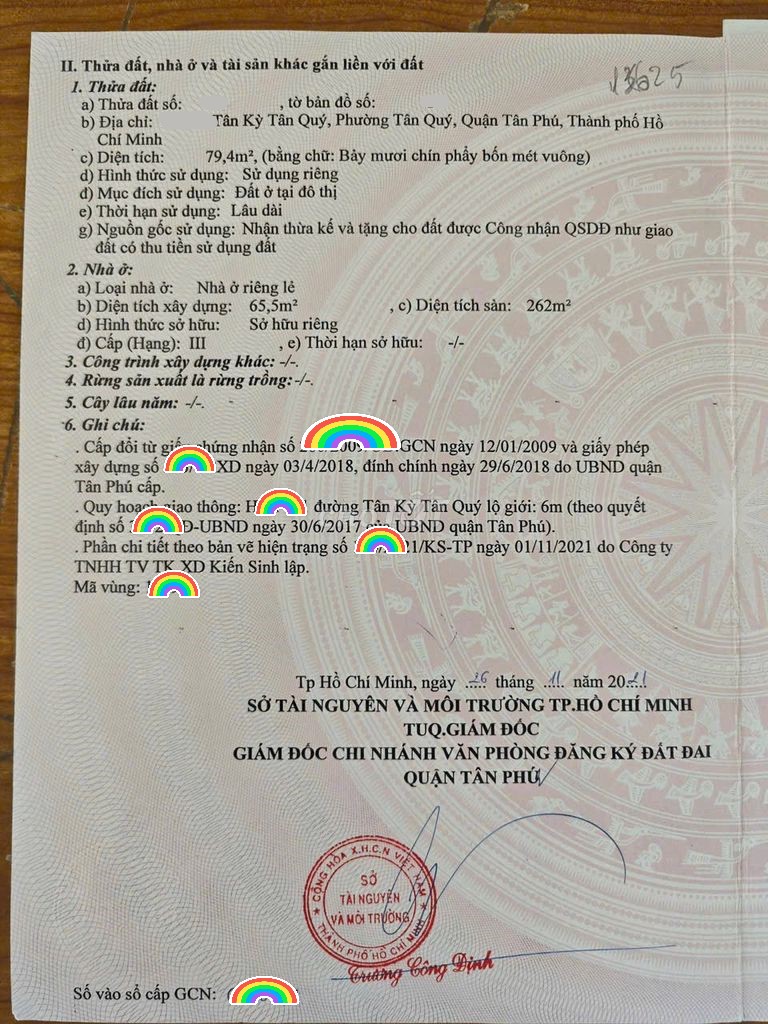 II. Thửa đất, nhà ở và tài sản khác gắn liền với đất
1. Thửa đất:
a) Thửa đất số: , tờ bản đồ số:
b) Địa chỉ: Tân Kỳ Tân Quý, Phường Tân Quý, Quận Tân Phú, Thành phố Hồ
Chí Minh
c) Diện tích: 79,4m², (bằng chữ: Bảy mươi chín phẩy bốn mét vuông)
d) Hình thức sử dụng: Sử dụng riêng
đ) Mục đích sử dụng: Đất ở tại đô thị
e) Thời hạn sử dụng: Lâu dài
g) Nguồn gốc sử dụng: Nhận thừa kế và tặng cho đất được Công nhận QSDĐ như giao
đất có thu tiền sử dụng đất
2. Nhà ở:
a) Loại nhà ở: Nhà ở riêng lẻ
b) Diện tích xây dựng: 65,5m² , c) Diện tích sàn: 262m²
d) Hình thức sở hữu: Sở hữu riêng
đ) Cấp (Hạng): III , e) Thời hạn sở hữu: -/-
3. Công trình xây dựng khác: -/-.
4. Rừng sản xuất là rừng trồng: -/-.
5. Cây lâu năm: -/-.
6. Ghi chú:
. Cấp đổi từ giấy chứng nhận số GCN ngày 12/01/2009 và giấy phép
xây dựng số XD ngày 03/4/2018, đính chính ngày 29/6/2018 do UBND quận
Tân Phú cấp.
. Quy hoạch giao thông: đường Tân Kỳ Tân Quý lộ giới: 6m (theo quyết
định số Đ-UBND ngày 30/6/2017 của UBND quận Tân Phú).
. Phần chi tiết theo bản vẽ hiện trạng số 21/KS-TP ngày 01/11/2021 do Công ty
TNHH TV TK XD Kiến Sinh lập.
Mã vùng:
Tp Hồ Chí Minh, ngày 26 tháng 11 năm 2021
SỞ TÀI NGUYÊN VÀ MÔI TRƯỜNG TP.HỒ CHÍ MINH
TUQ.GIÁM ĐỐC
GIÁM ĐỐC CHI NHÁNH VĂN PHÒNG ĐĂNG KÝ ĐẤT ĐAI
QUẬN TÂN PHÚ
CỘNG HÒA X.H.C.N VIỆT NAM
SỞ
TÀI NGUYÊN
VÀ MÔI TRƯỜNG
THÀNH PHỐ HỒ CHÍ MINH
Trương Công Định
Số vào sổ cấp GCN: